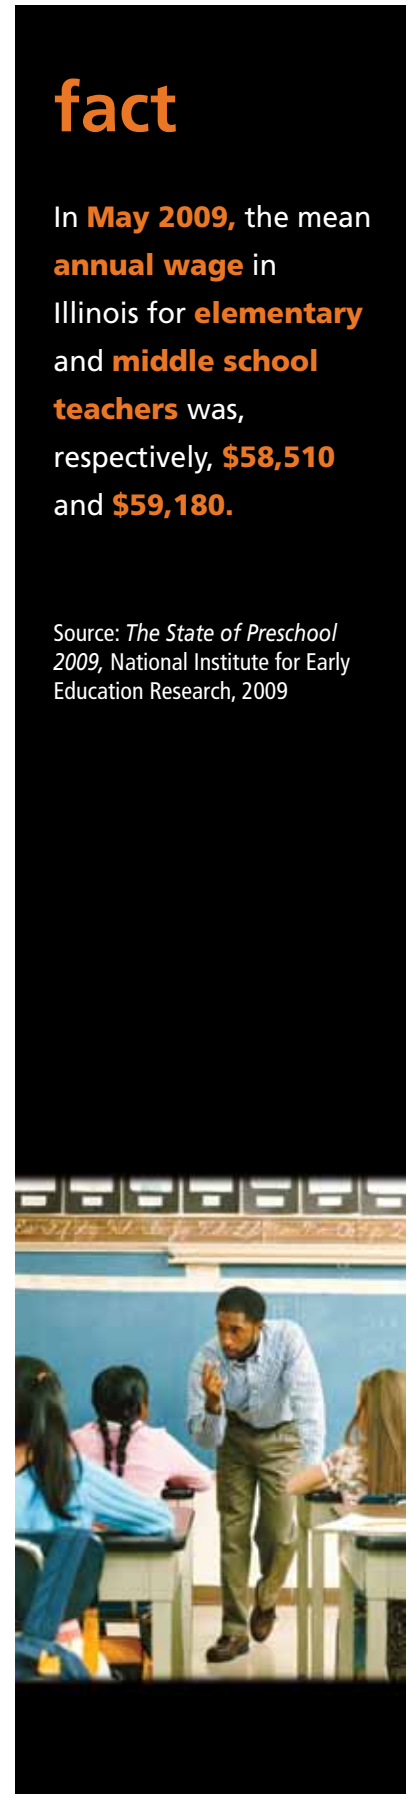 fact
In May 2009, the mean
annual wage in
Illinois for elementary
and middle school
teachers was,
respectively, $58,510
and $59,180.
Source: The State of Preschool
2009, National Institute for Early
Education Research, 2009